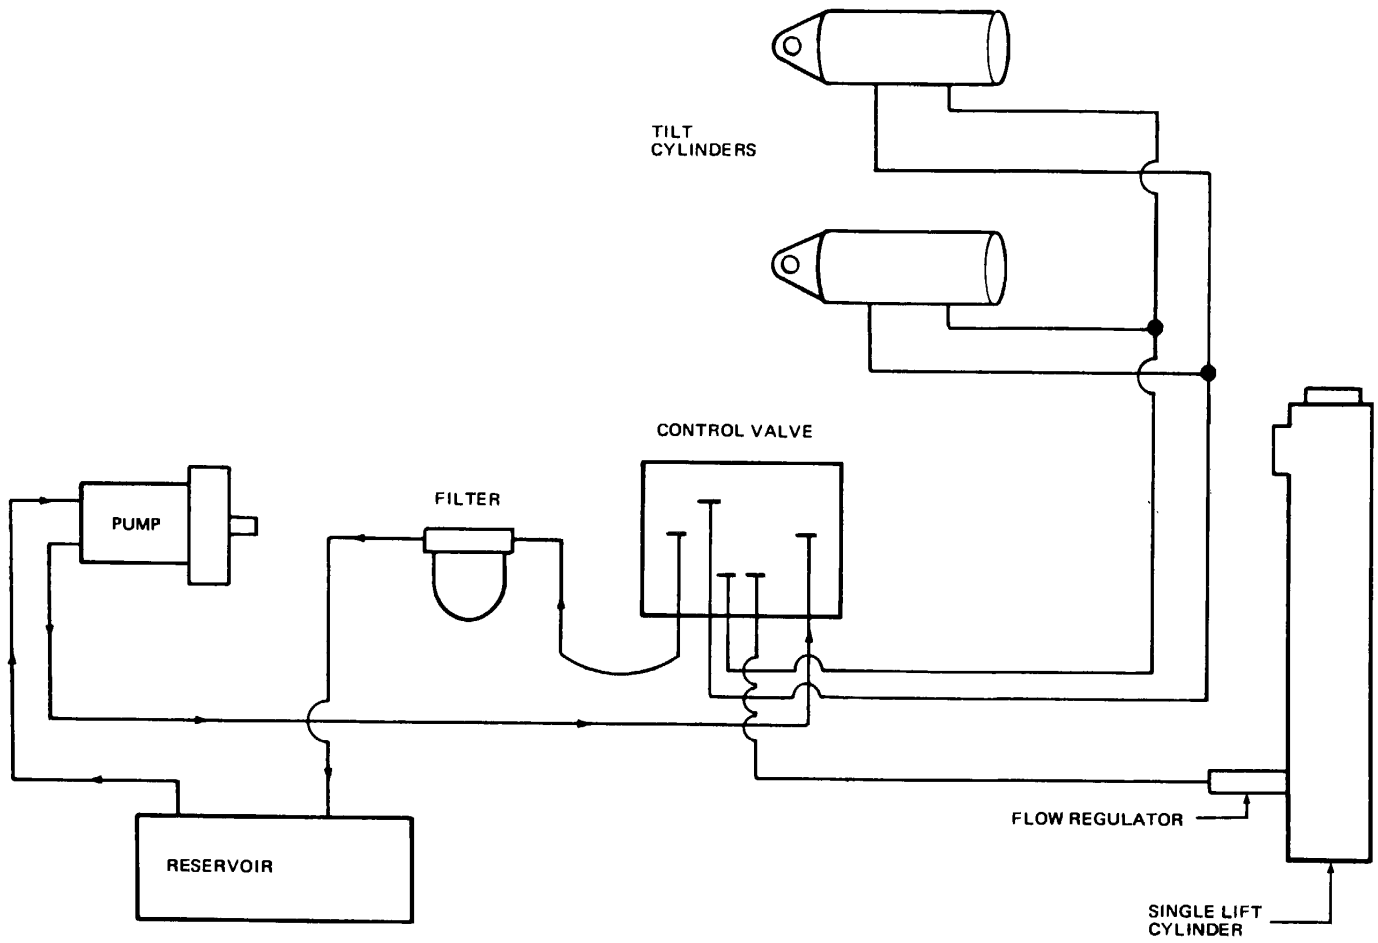 TILT
CYLINDERS
CONTROL VALVE
FILTER
PUMP
FLOW REGULATOR
RESERVOIR
SINGLE LIFT
CYLINDER